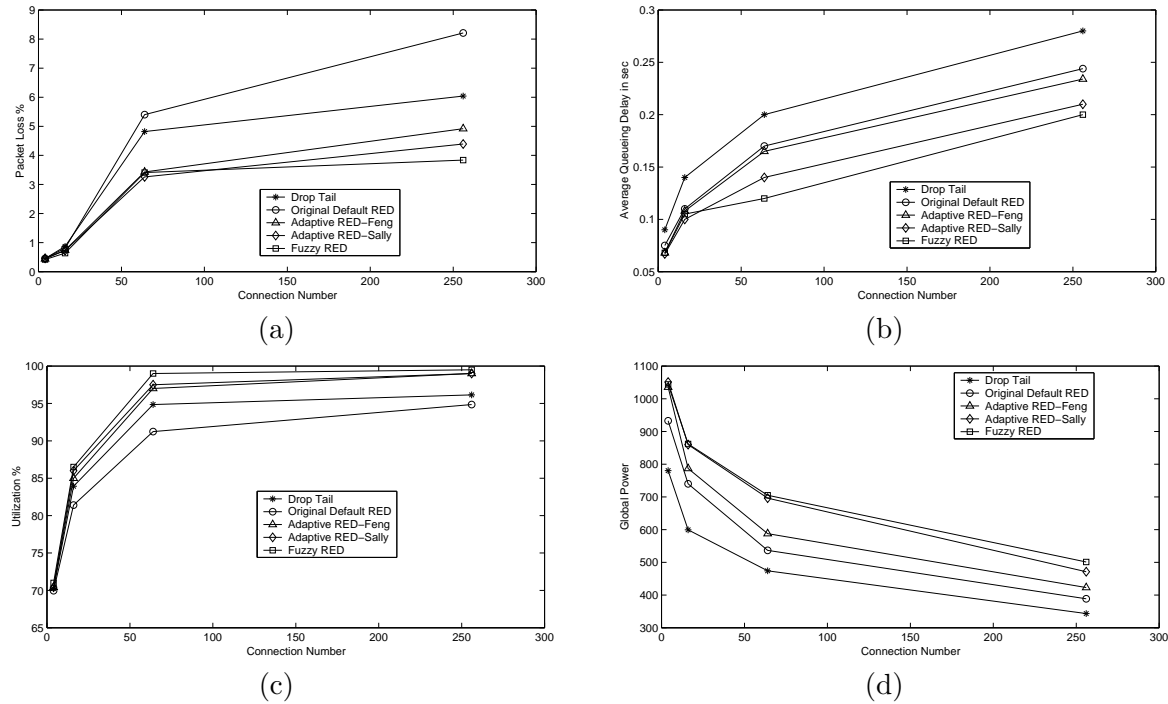 9
8
7
6
5
4
3
2
1
0
Packet Loss %
Drop Tail
Original Default RED
Adaptive RED−Feng
Adaptive RED−Sally
Fuzzy RED
0 50 100 150 200 250 300
Connection Number
(a)
0.3
0.25
0.2
0.15
0.1
0.05
Average Queueing Delay in sec
Drop Tail
Original Default RED
Adaptive RED−Feng
Adaptive RED−Sally
Fuzzy RED
0 50 100 150 200 250 300
Connection Number
(b)
100
95
90
85
80
75
70
65
Utilization %
Drop Tail
Original Default RED
Adaptive RED−Feng
Adaptive RED−Sally
Fuzzy RED
0 50 100 150 200 250 300
Connection Number
(c)
1100
1000
900
800
700
600
500
400
300
Global Power
Drop Tail
Original Default RED
Adaptive RED−Feng
Adaptive RED−Sally
Fuzzy RED
0 50 100 150 200 250 300
Connection Number
(d)